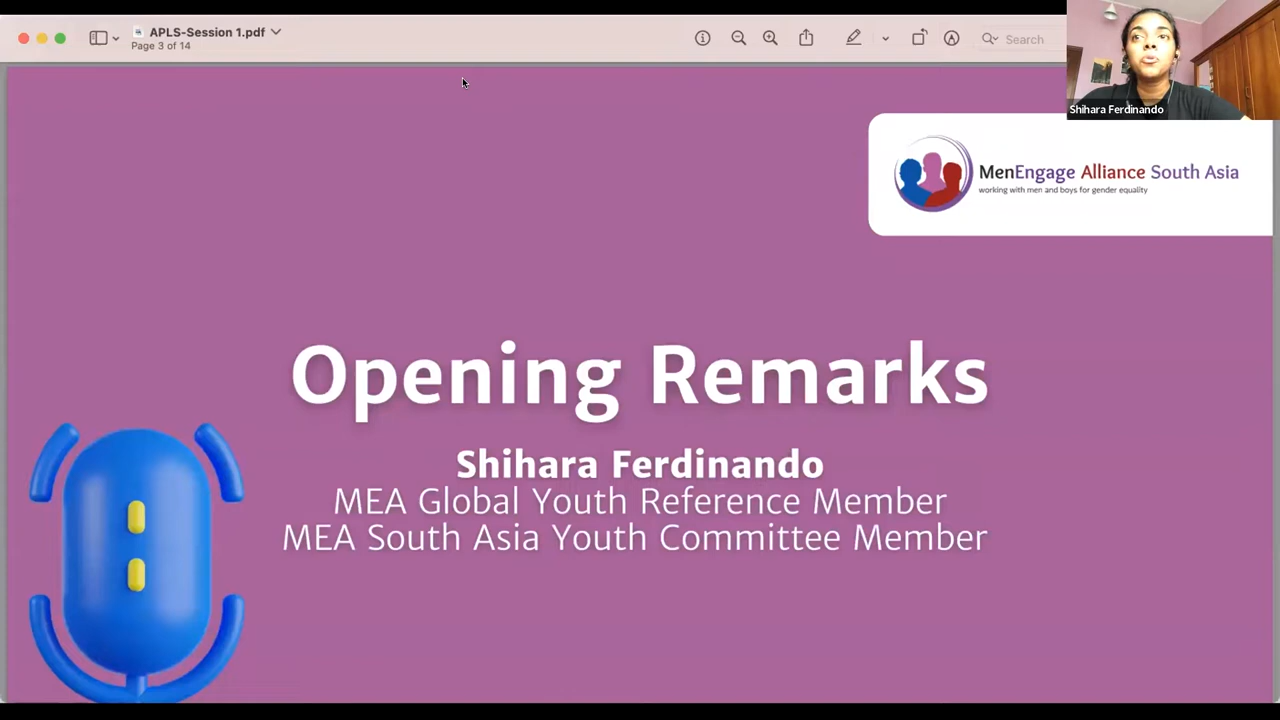 APLS-Session 1.pdf
Page 3 of 14
Search
Shihara Ferdinando
MenEngage Alliance South Asia
working with men and boys for gender equality
Opening Remarks
Shihara Ferdinando
MEA Global Youth Reference Member
MEA South Asia Youth Committee Member